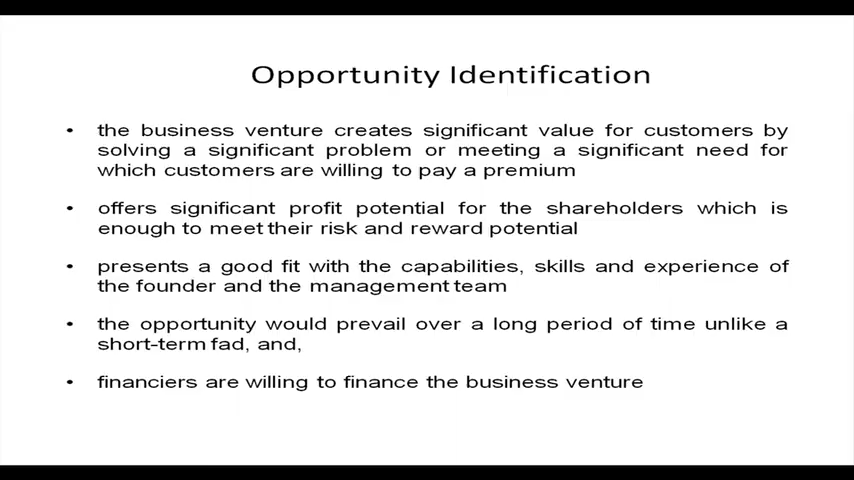 Opportunity Identification
• the business venture creates significant value for customers by
solving a significant problem or meeting a significant need for
which customers are willing to pay a premium
• offers significant profit potential for the shareholders which is
enough to meet their risk and reward potential
• presents a good fit with the capabilities, skills and experience of
the founder and the management team
• the opportunity would prevail over a long period of time unlike a
short-term fad, and,
• financiers are willing to finance the business venture